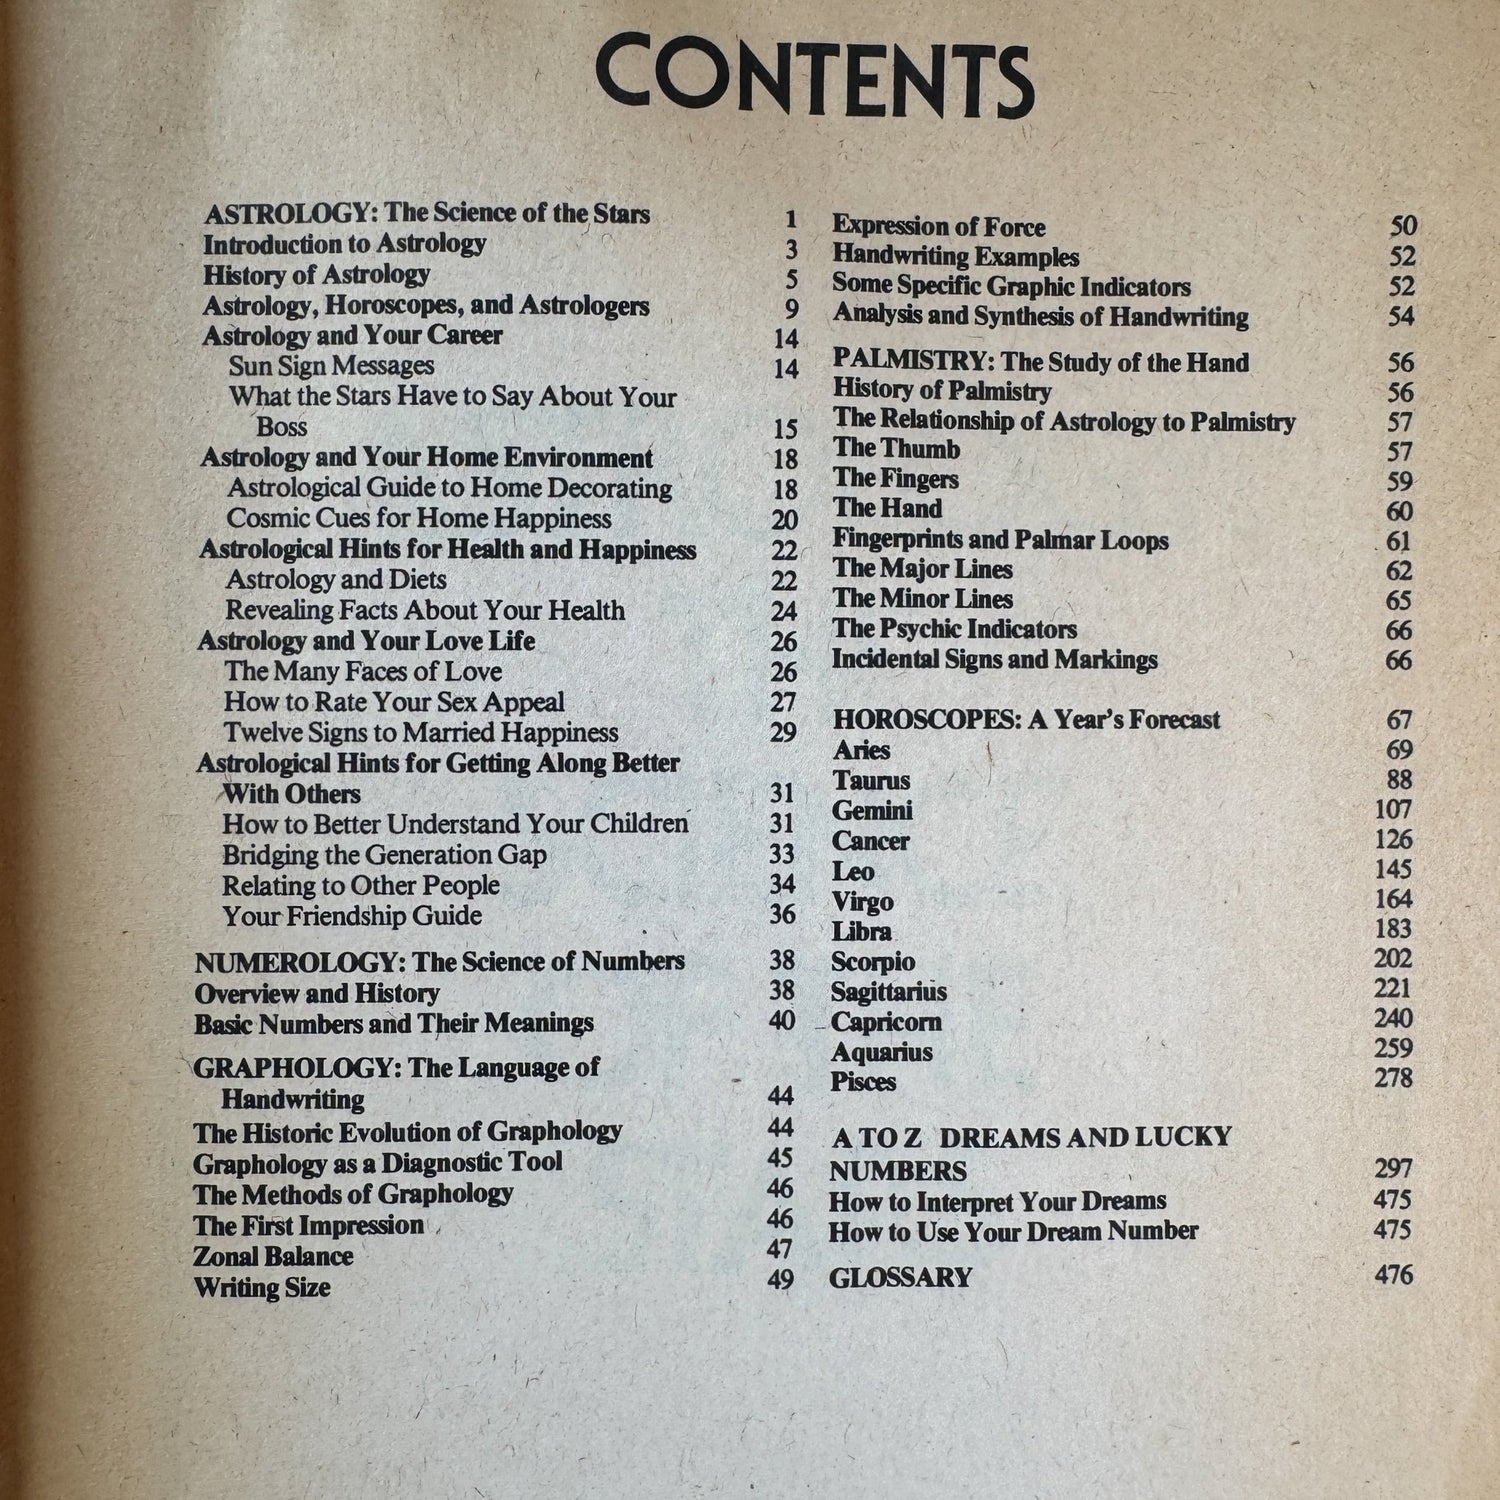 CONTENTS
ASTROLOGY: The Science of the Stars 1
Introduction to Astrology 3
History of Astrology 5
Astrology, Horoscopes, and Astrologers 9
Astrology and Your Career 14
Sun Sign Messages 14
What the Stars Have to Say About Your
Boss 15
Astrology and Your Home Environment 18
Astrological Guide to Home Decorating 18
Cosmic Cues for Home Happiness 20
Astrological Hints for Health and Happiness 22
Astrology and Diets 22
Revealing Facts About Your Health 24
Astrology and Your Love Life 26
The Many Faces of Love 26
How to Rate Your Sex Appeal 27
Twelve Signs to Married Happiness 29
Astrological Hints for Getting Along Better
With Others 31
How to Better Understand Your Children 31
Bridging the Generation Gap 33
Relating to Other People 34
Your Friendship Guide 36
NUMEROLOGY: The Science of Numbers 38
Overview and History 38
Basic Numbers and Their Meanings 40
GRAPHOLOGY: The Language of
Handwriting 44
The Historic Evolution of Graphology 44
Graphology as a Diagnostic Tool 45
The Methods of Graphology 46
The First Impression 46
Zonal Balance 47
Writing Size 49
Expression of Force 50
Handwriting Examples 52
Some Specific Graphic Indicators 52
Analysis and Synthesis of Handwriting 54
PALMISTRY: The Study of the Hand 56
History of Palmistry 56
The Relationship of Astrology to Palmistry 57
The Thumb 57
The Fingers 59
The Hand 60
Fingerprints and Palmar Loops 61
The Major Lines 62
The Minor Lines 65
The Psychic Indicators 66
Incidental Signs and Markings 66
HOROSCOPES: A Year's Forecast 67
Aries 69
Taurus 88
Gemini 107
Cancer 126
Leo 145
Virgo 164
Libra 183
Scorpio 202
Sagittarius 221
Capricorn 240
Aquarius 259
Pisces 278
A TO Z DREAMS AND LUCKY
NUMBERS 297
How to Interpret Your Dreams 475
How to Use Your Dream Number 475
GLOSSARY 476